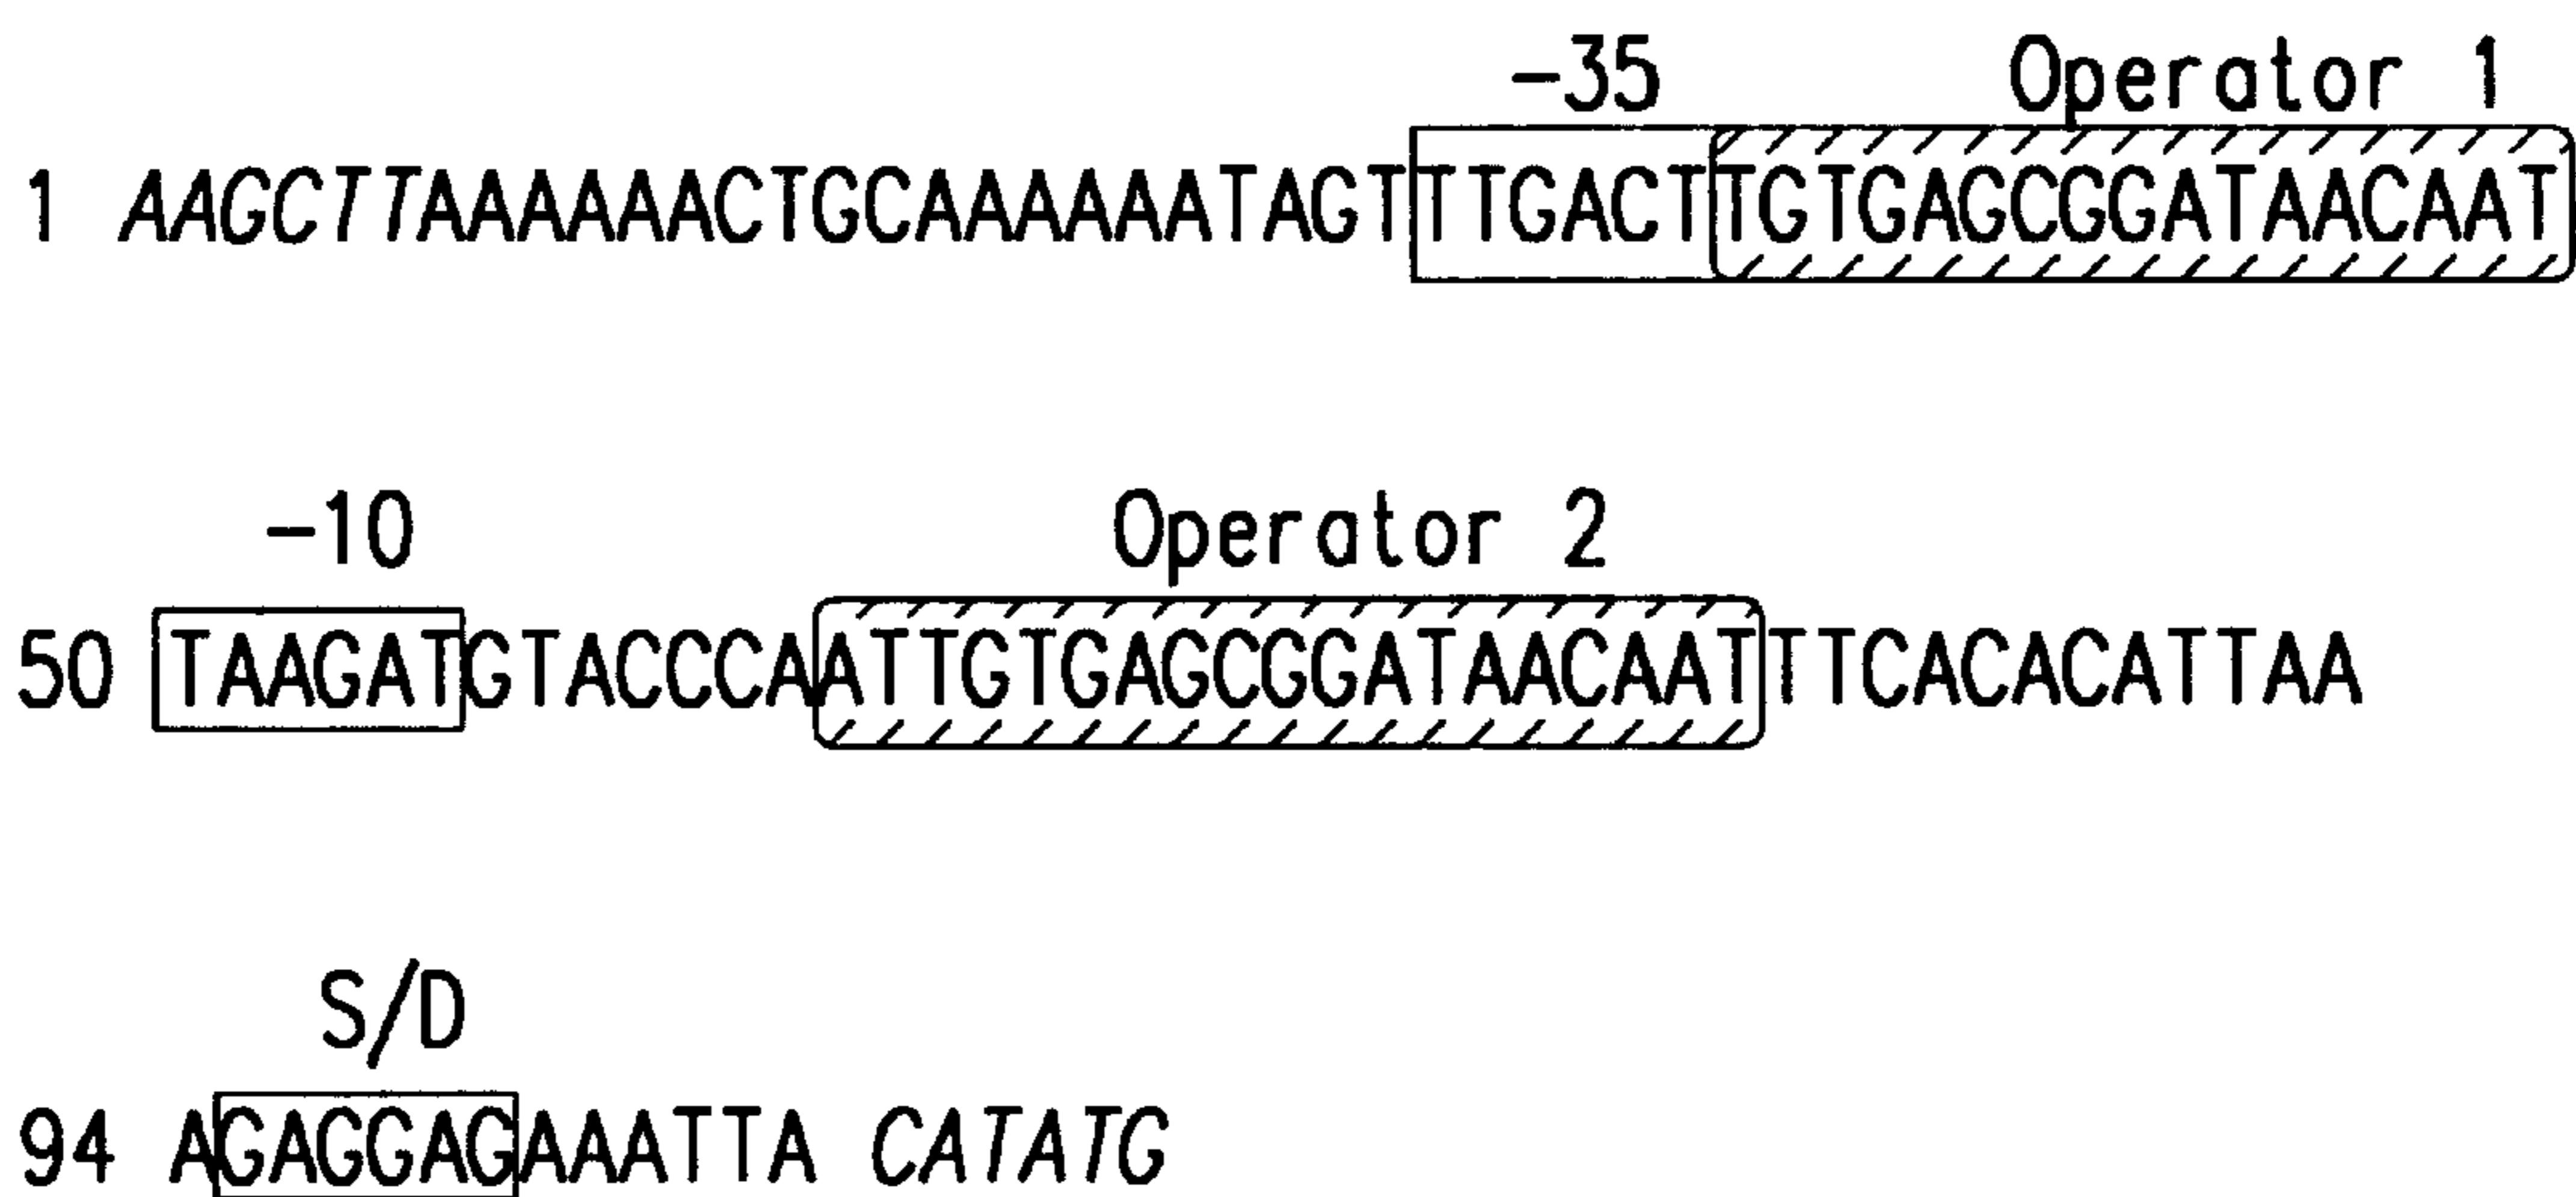 -35 Operator 1
1 AAGCTTAAAAAACTGCAAAAAATAGTTTGACTTGTGAGCGGATAACAAT
-10 Operator 2
50 TAAGATGTACCCAATTGTGAGCGGATAACAATTTCACACATTAA
S/D
94 AGAGGAGAAATTA CATATG